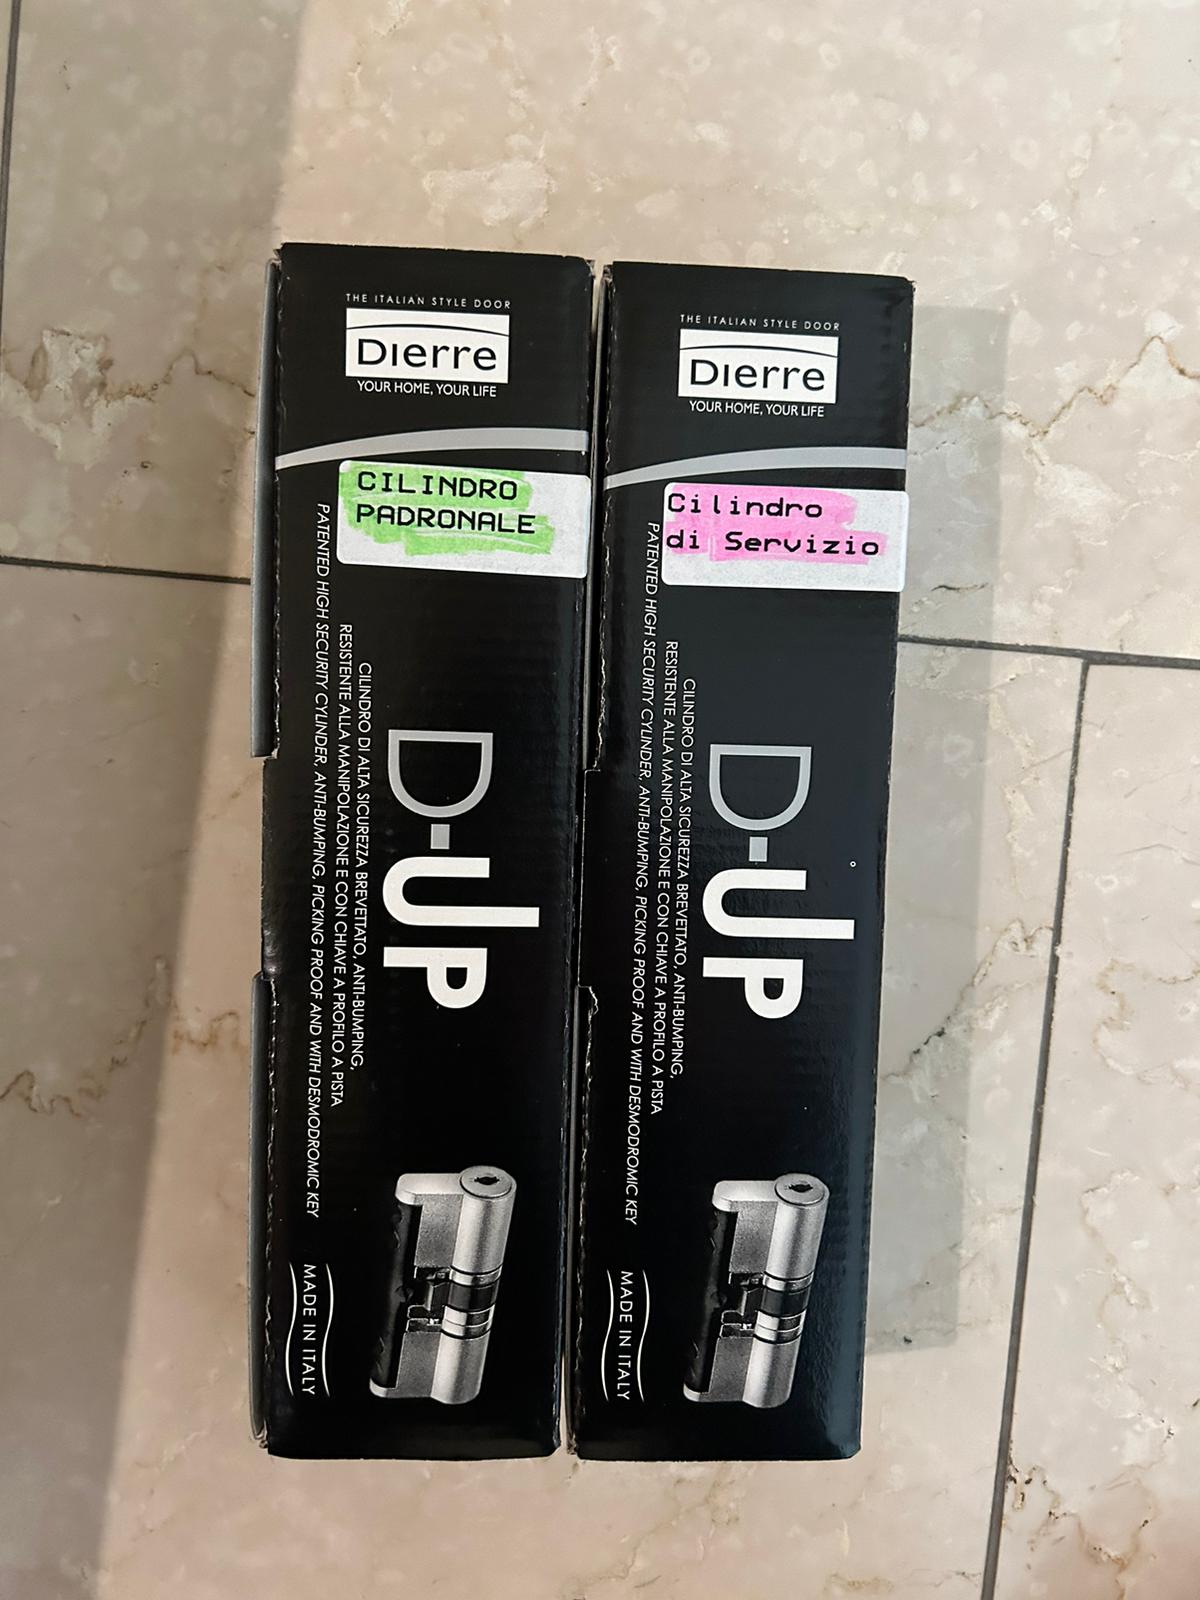 THE ITALIAN STYLE DOOR
Dierre
YOUR HOME, YOUR LIFE
CILINDRO
PADRONALE
D-UP
CILINDRO DI ALTA SICUREZZA BREVETTATO, ANTI-BUMPING,
RESISTENTE ALLA MANIPOLAZIONE E CON CHIAVE A PROFILO A PISTA
PATENTED HIGH SECURITY CYLINDER, ANTI-BUMPING, PICKING PROOF AND WITH DESMODROMIC KEY
MADE IN ITALY
THE ITALIAN STYLE DOOR
Dierre
YOUR HOME, YOUR LIFE
Cilindro
di Servizio
D-UP
CILINDRO DI ALTA SICUREZZA BREVETTATO, ANTI-BUMPING,
RESISTENTE ALLA MANIPOLAZIONE E CON CHIAVE A PROFILO A PISTA
PATENTED HIGH SECURITY CYLINDER, ANTI-BUMPING, PICKING PROOF AND WITH DESMODROMIC KEY
MADE IN ITALY